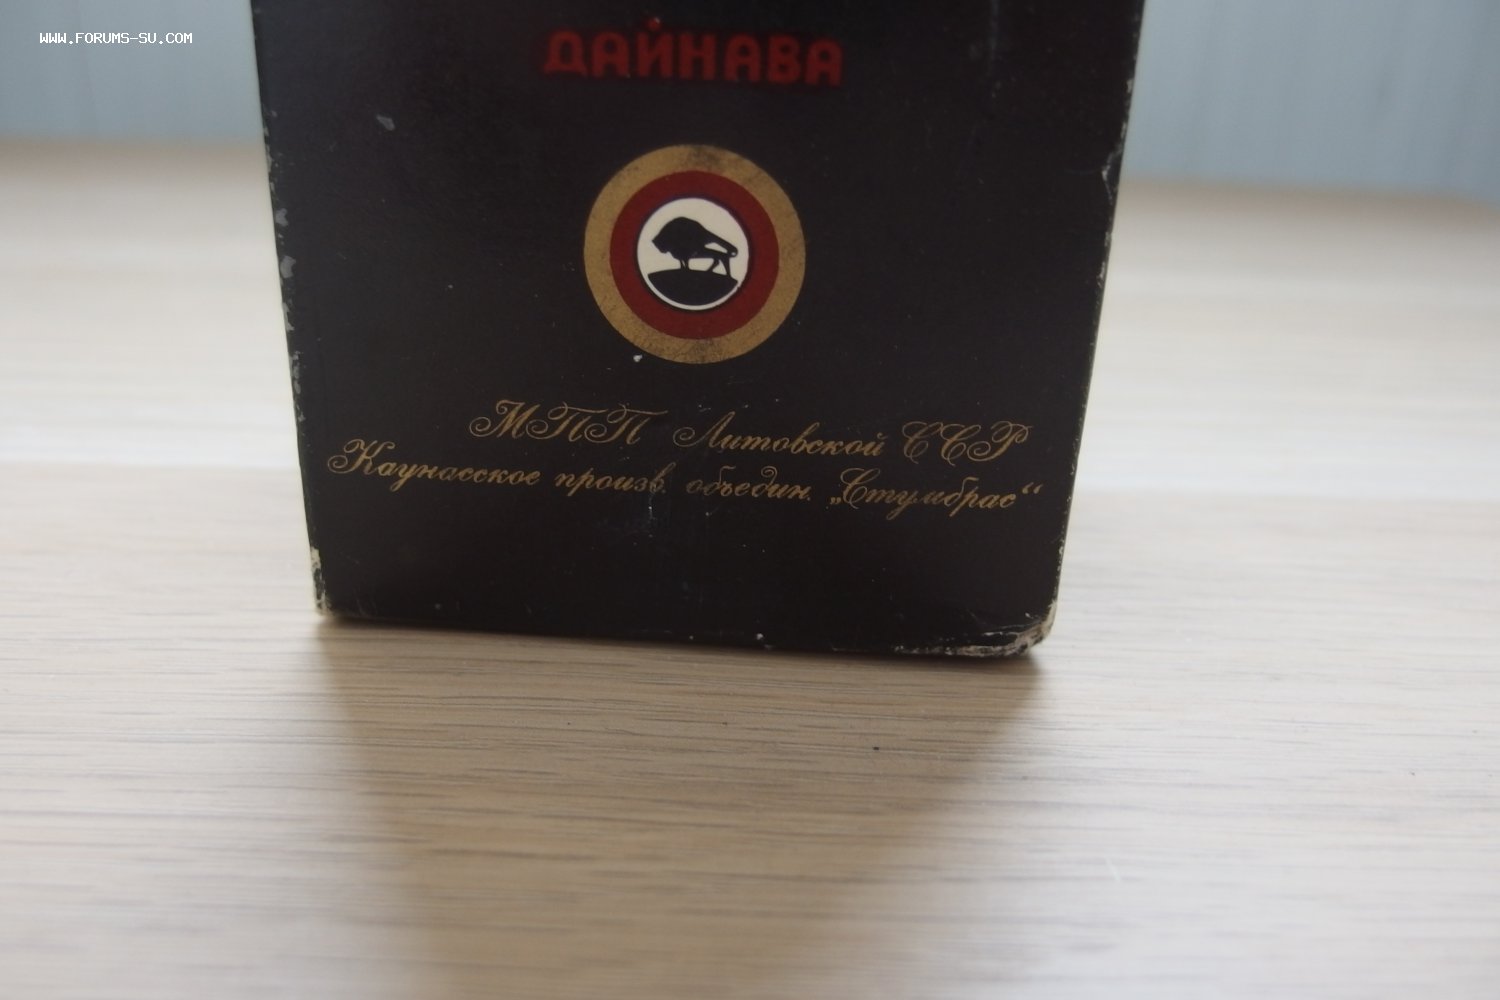 WWW.FORUMS-SU.COM
ДАЙНАВА
МПП Литовской ССР
Каунасское произв. объедин. „Стумбрас“